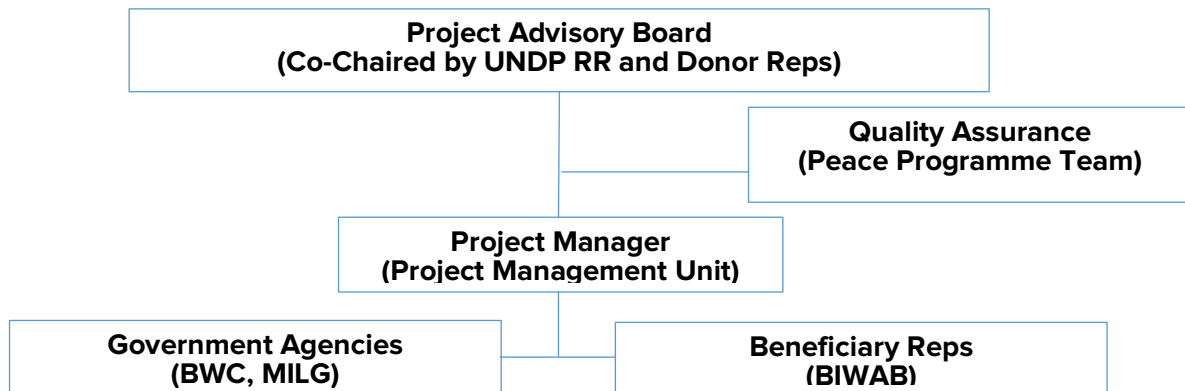 Project Advisory Board
(Co-Chaired by UNDP RR and Donor Reps)
Quality Assurance
(Peace Programme Team)
Project Manager
(Project Management Unit)
Government Agencies
(BWC, MILG)
Beneficiary Reps
(BIWAB)